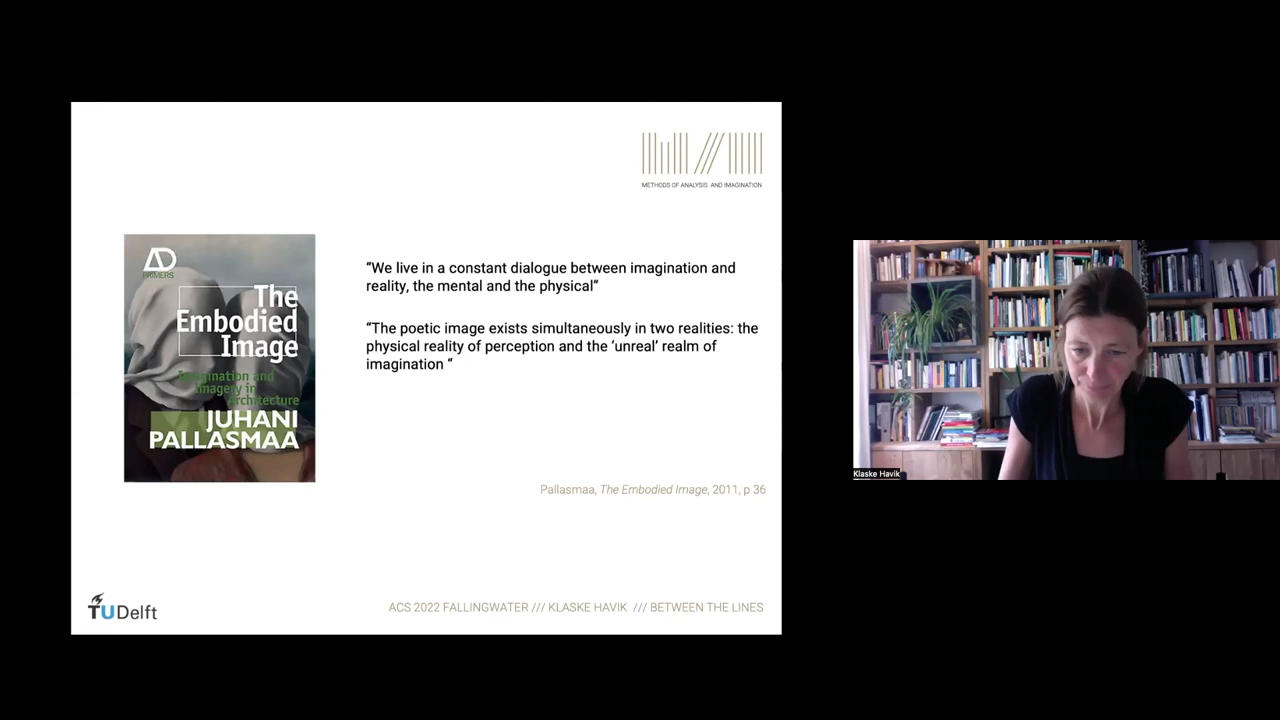 METHODS OF ANALYSIS AND IMAGINATION
AD
PRIMERS
The
Embodied
Image
Imagination and
Imagery in
Architecture
JUHANI
PALLASMAA
“We live in a constant dialogue between imagination and
reality, the mental and the physical”
“The poetic image exists simultaneously in two realities: the
physical reality of perception and the ‘unreal’ realm of
imagination “
Pallasmaa, The Embodied Image, 2011, p 36
TUDelft
ACS 2022 FALLINGWATER /// KLASKE HAVIK /// BETWEEN THE LINES
Klaske Havik